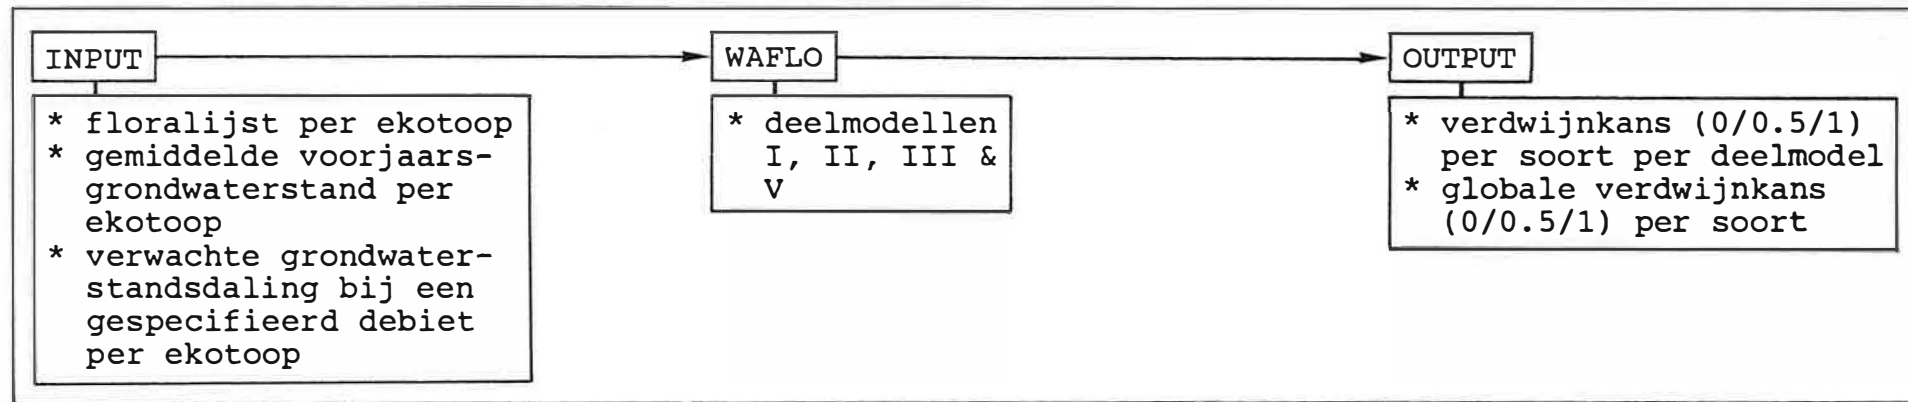 INPUT
* floralijst per ekotoop
* gemiddelde voorjaars-
grondwaterstand per
ekotoop
* verwachte grondwater-
standsdaling bij een
gespecifieerd debiet
per ekotoop
WAFLO
* deelmodellen
I, II, III &
V
OUTPUT
* verdwijnkans (0/0.5/1)
per soort per deelmodel
* globale verdwijnkans
(0/0.5/1) per soort